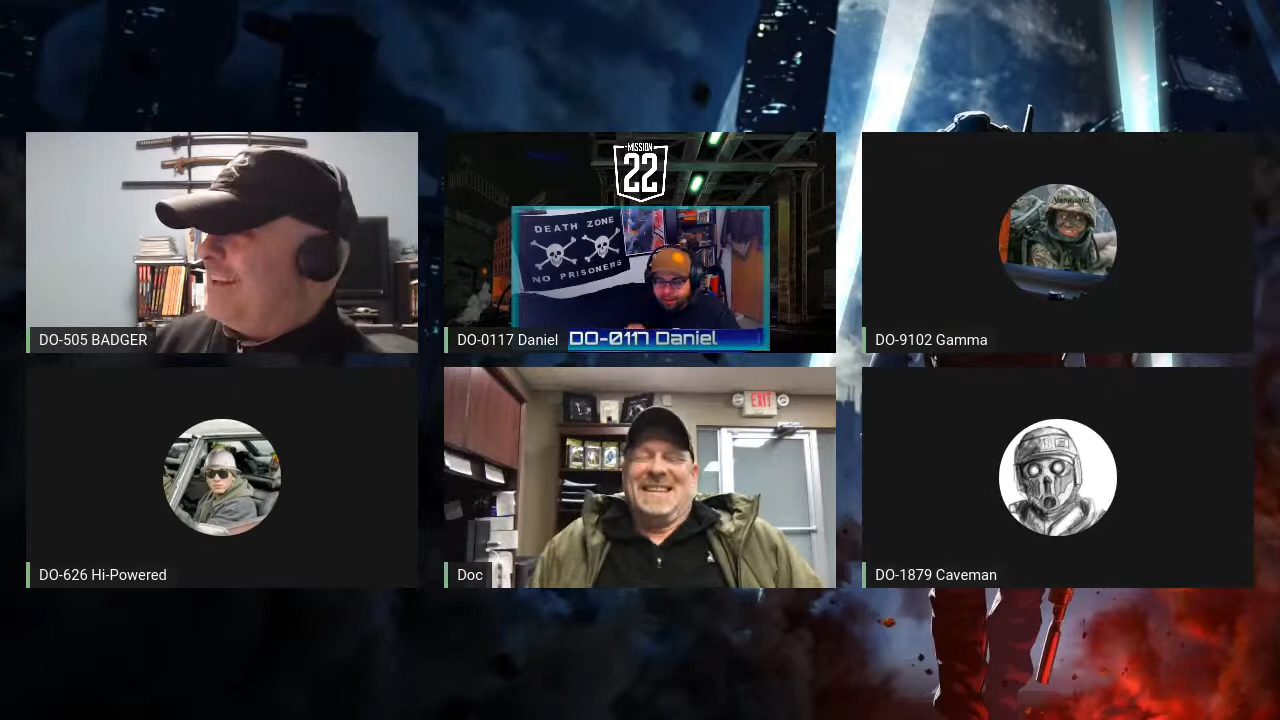 MISSION
22
DEATH ZONE
NO PRISONERS
DO-505 BADGER
DO-0117 Daniel
DO-0117 Daniel
Vanguard
DO-9102 Gamma
EXIT
DO-626 Hi-Powered
Doc
DO-1879 Caveman